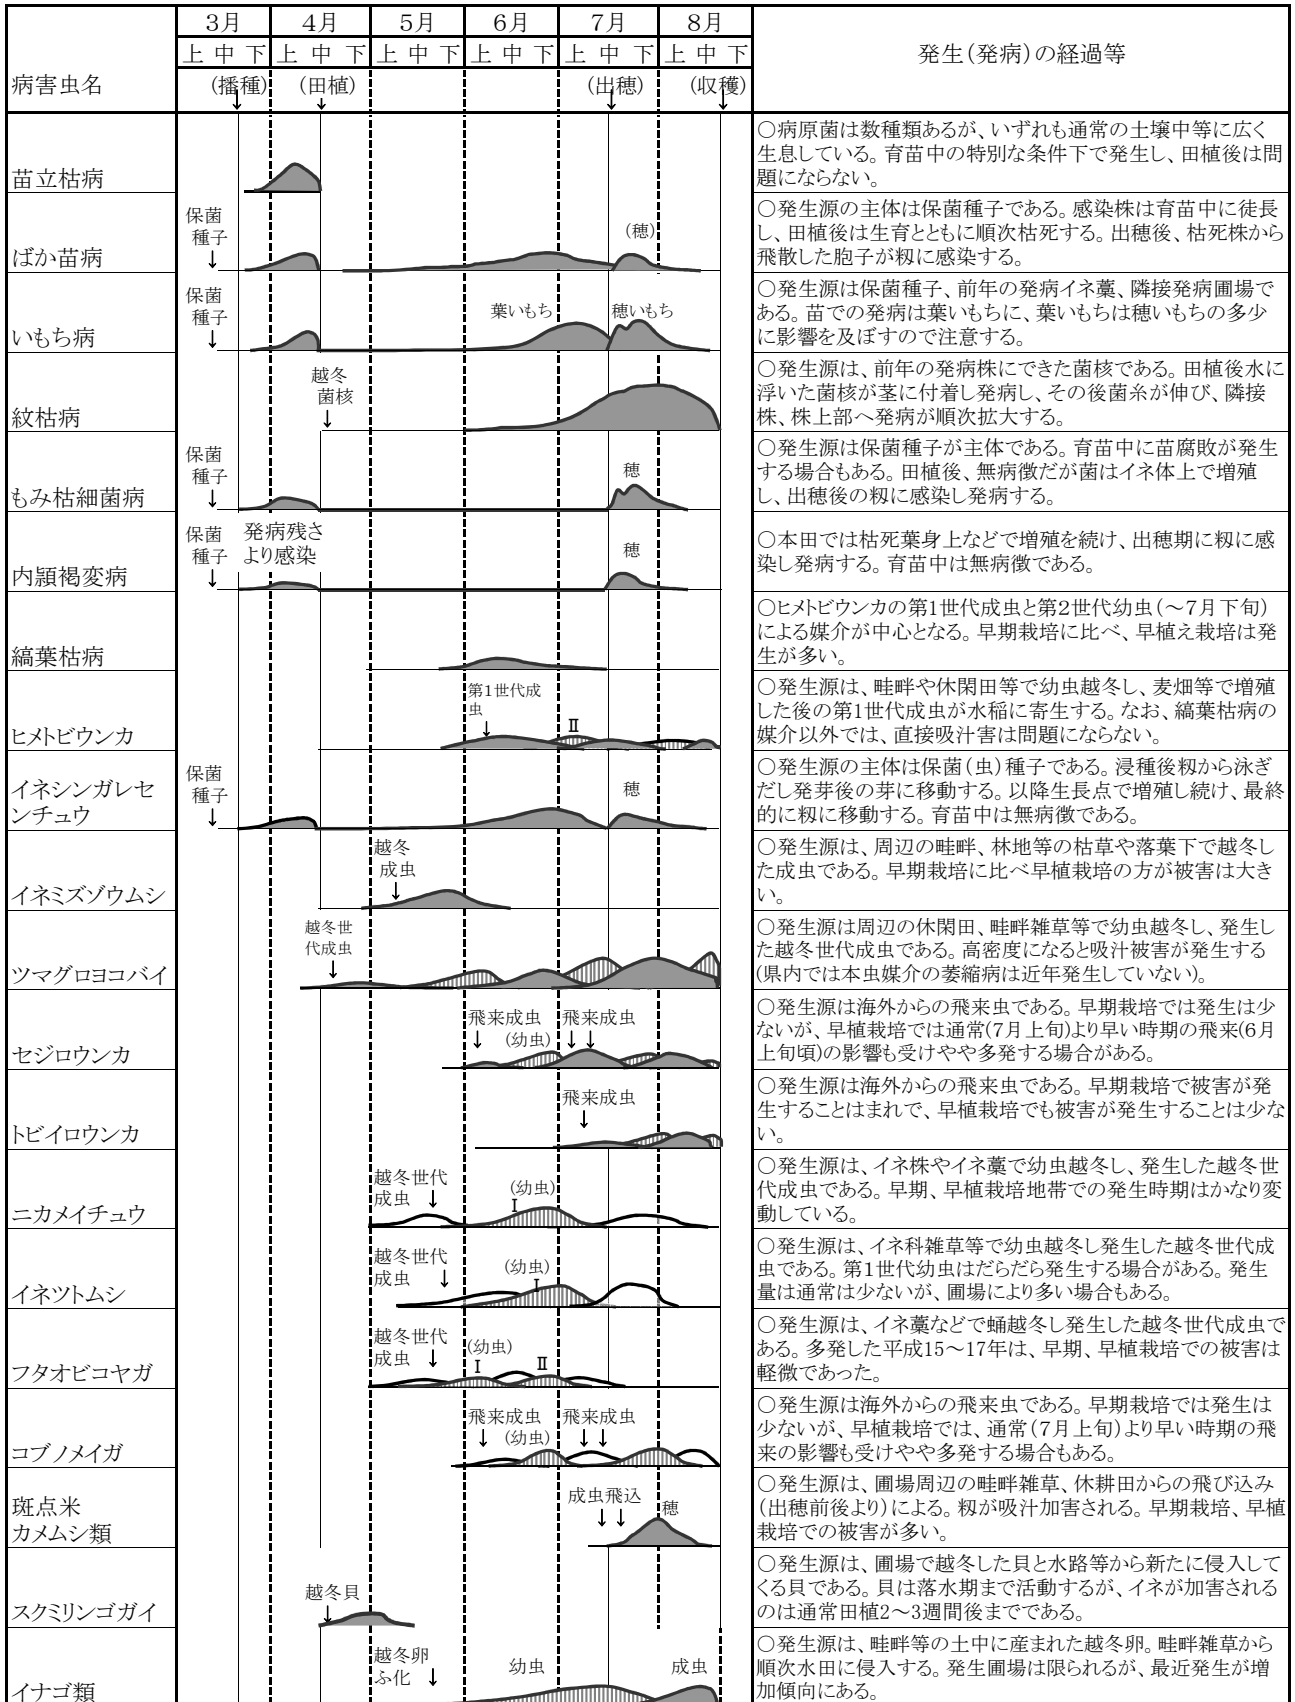 3月 4月 5月 6月 7月 8月
上 中 下 上 中 下 上 中 下 上 中 下 上 中 下 上 中 下
発生(発病)の経過等
病害虫名
(播種) (田植) (出穂) (収穫)
↓ ↓ ↓ ↓
苗立枯病
○病原菌は数種類あるが、いずれも通常の土壌中等に広く
生息している。育苗中の特別な条件下で発生し、田植後は問
題にならない。
ばか苗病
保菌
種子
↓
(穂)
○発生源の主体は保菌種子である。感染株は育苗中に徒長
し、田植後は生育とともに順次枯死する。出穂後、枯死株から
飛散した胞子が籾に感染する。
いもち病
保菌
種子
↓
葉いもち 穂いもち
○発生源は保菌種子、前年の発病イネ藁、隣接発病圃場で
ある。苗での発病は葉いもちに、葉いもちは穂いもちの多少
に影響を及ぼすので注意する。
紋枯病
越冬
菌核
↓
○発生源は、前年の発病株にできた菌核である。田植後水に
浮いた菌核が茎に付着し発病し、その後菌糸が伸び、隣接
株、株上部へ発病が順次拡大する。
もみ枯細菌病
保菌
種子
↓
穂
○発生源は保菌種子が主体である。育苗中に苗腐敗が発生
する場合もある。田植後、無病徴だが菌はイネ体上で増殖
し、出穂後の籾に感染し発病する。
内頴褐変病
保菌
種子
↓
発病残さ
より感染
穂
○本田では枯死葉身上などで増殖を続け、出穂期に籾に感
染し発病する。育苗中は無病徴である。
縞葉枯病
○ヒメトビウンカの第1世代成虫と第2世代幼虫(～7月下旬)
による媒介が中心となる。早期栽培に比べ、早植え栽培は発
生が多い。
ヒメトビウンカ
第1世代成
虫
↓
Ⅱ
○発生源は、畦畔や休閑田等で幼虫越冬し、麦畑等で増殖
した後の第1世代成虫が水稲に寄生する。なお、縞葉枯病の
媒介以外では、直接吸汁害は問題にならない。
イネシンガレセ
ンチュウ
保菌
種子
↓
穂
○発生源の主体は保菌(虫)種子である。浸種後籾から泳ぎ
だし発芽後の芽に移動する。以降生長点で増殖し続け、最終
的に籾に移動する。育苗中は無病徴である。
イネミズゾウムシ
越冬
成虫
↓
○発生源は、周辺の畦畔、林地等の枯草や落葉下で越冬し
た成虫である。早期栽培に比べ早植栽培の方が被害は大き
い。
ツマグロヨコバイ
越冬世
代成虫
↓
○発生源は周辺の休閑田、畦畔雑草等で幼虫越冬し、発生し
た越冬世代成虫である。高密度になると吸汁被害が発生する
(県内では本虫媒介の萎縮病は近年発生していない)。
セジロウンカ
飛来成虫 飛来成虫
↓ (幼虫) ↓ ↓
○発生源は海外からの飛来虫である。早期栽培では発生は少
ないが、早植栽培では通常(7月上旬)より早い時期の飛来(6月
上旬頃)の影響も受けやや多発する場合がある。
トビイロウンカ
飛来成虫
↓
○発生源は海外からの飛来虫である。早期栽培で被害が発
生することはまれで、早植栽培でも被害が発生することは少な
い。
ニカメイチュウ
越冬世代
成虫 ↓
(幼虫)
Ⅰ
○発生源は、イネ株やイネ藁で幼虫越冬し、発生した越冬世
代成虫である。早期、早植栽培地帯での発生時期はかなり変
動している。
イネツトムシ
越冬世代
成虫 ↓
(幼虫)
Ⅰ
○発生源は、イネ科雑草等で幼虫越冬し発生した越冬世代成
虫である。第1世代幼虫はだらだら発生する場合がある。発生
量は通常は少ないが、圃場により多い場合もある。
フタオビコヤガ
越冬世代
成虫 ↓
(幼虫)
Ⅰ Ⅱ
○発生源は、イネ藁などで蛹越冬し発生した越冬世代成虫で
ある。多発した平成15～17年は、早期、早植栽培での被害は
軽微であった。
コブノメイガ
飛来成虫 飛来成虫
↓ (幼虫) ↓ ↓
○発生源は海外からの飛来虫である。早期栽培では発生は
少ないが、早植栽培では、通常(7月上旬)より早い時期の飛
来の影響も受けやや多発する場合もある。
斑点米
カメムシ類
成虫飛込
↓ ↓ 穂
○発生源は、圃場周辺の畦畔雑草、休耕田からの飛び込み
(出穂前後より)による。籾が吸汁加害される。早期栽培、早植
栽培での被害が多い。
スクミリンゴガイ
越冬貝
↓
○発生源は、圃場で越冬した貝と水路等から新たに侵入して
くる貝である。貝は落水期まで活動するが、イネが加害される
のは通常田植2～3週間後までである。
イナゴ類
越冬卵
ふ化 ↓
幼虫 成虫
○発生源は、畦畔等の土中に産まれた越冬卵。畦畔雑草から
順次水田に侵入する。発生圃場は限られるが、最近発生が増
加傾向にある。